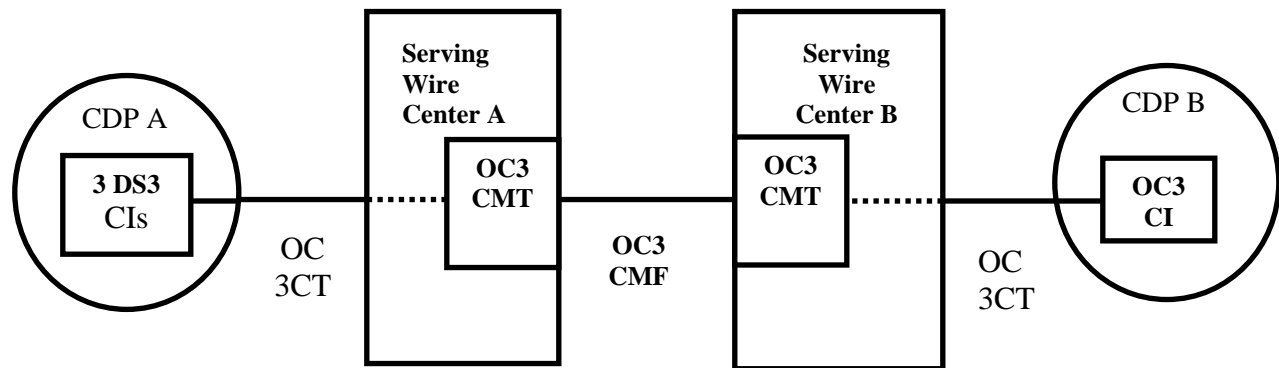 CDP A
3 DS3
CIs
OC
3CT
Serving
Wire
Center A
OC3
CMT
OC3
CMF
Serving
Wire
Center B
OC3
CMT
OC
3CT
CDP B
OC3
CI